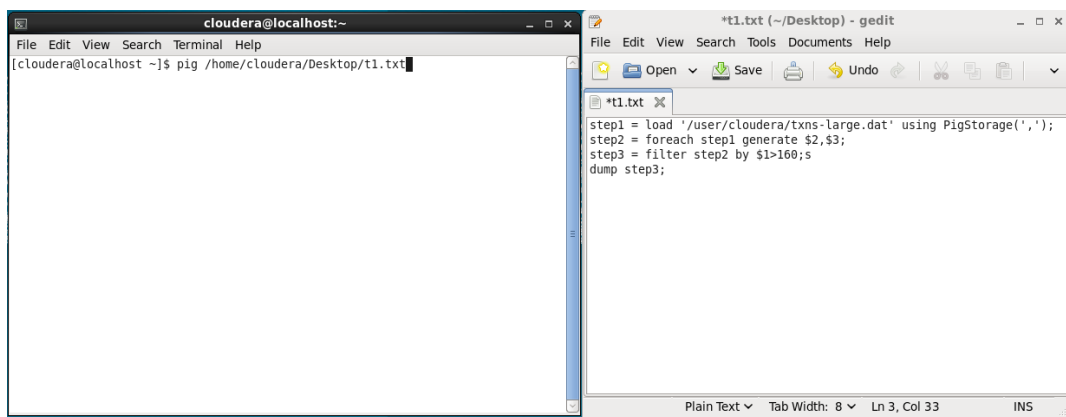 cloudera@localhost:~
File Edit View Search Terminal Help
[cloudera@localhost ~]$ pig /home/cloudera/Desktop/t1.txt
*t1.txt (~/Desktop) - gedit
File Edit View Search Tools Documents Help
Open Save Undo
*t1.txt
step1 = load '/user/cloudera/txns-large.dat' using PigStorage(',');
step2 = foreach step1 generate $2,$3;
step3 = filter step2 by $1>160;s
dump step3;
Plain Text Tab Width: 8 Ln 3, Col 33 INS